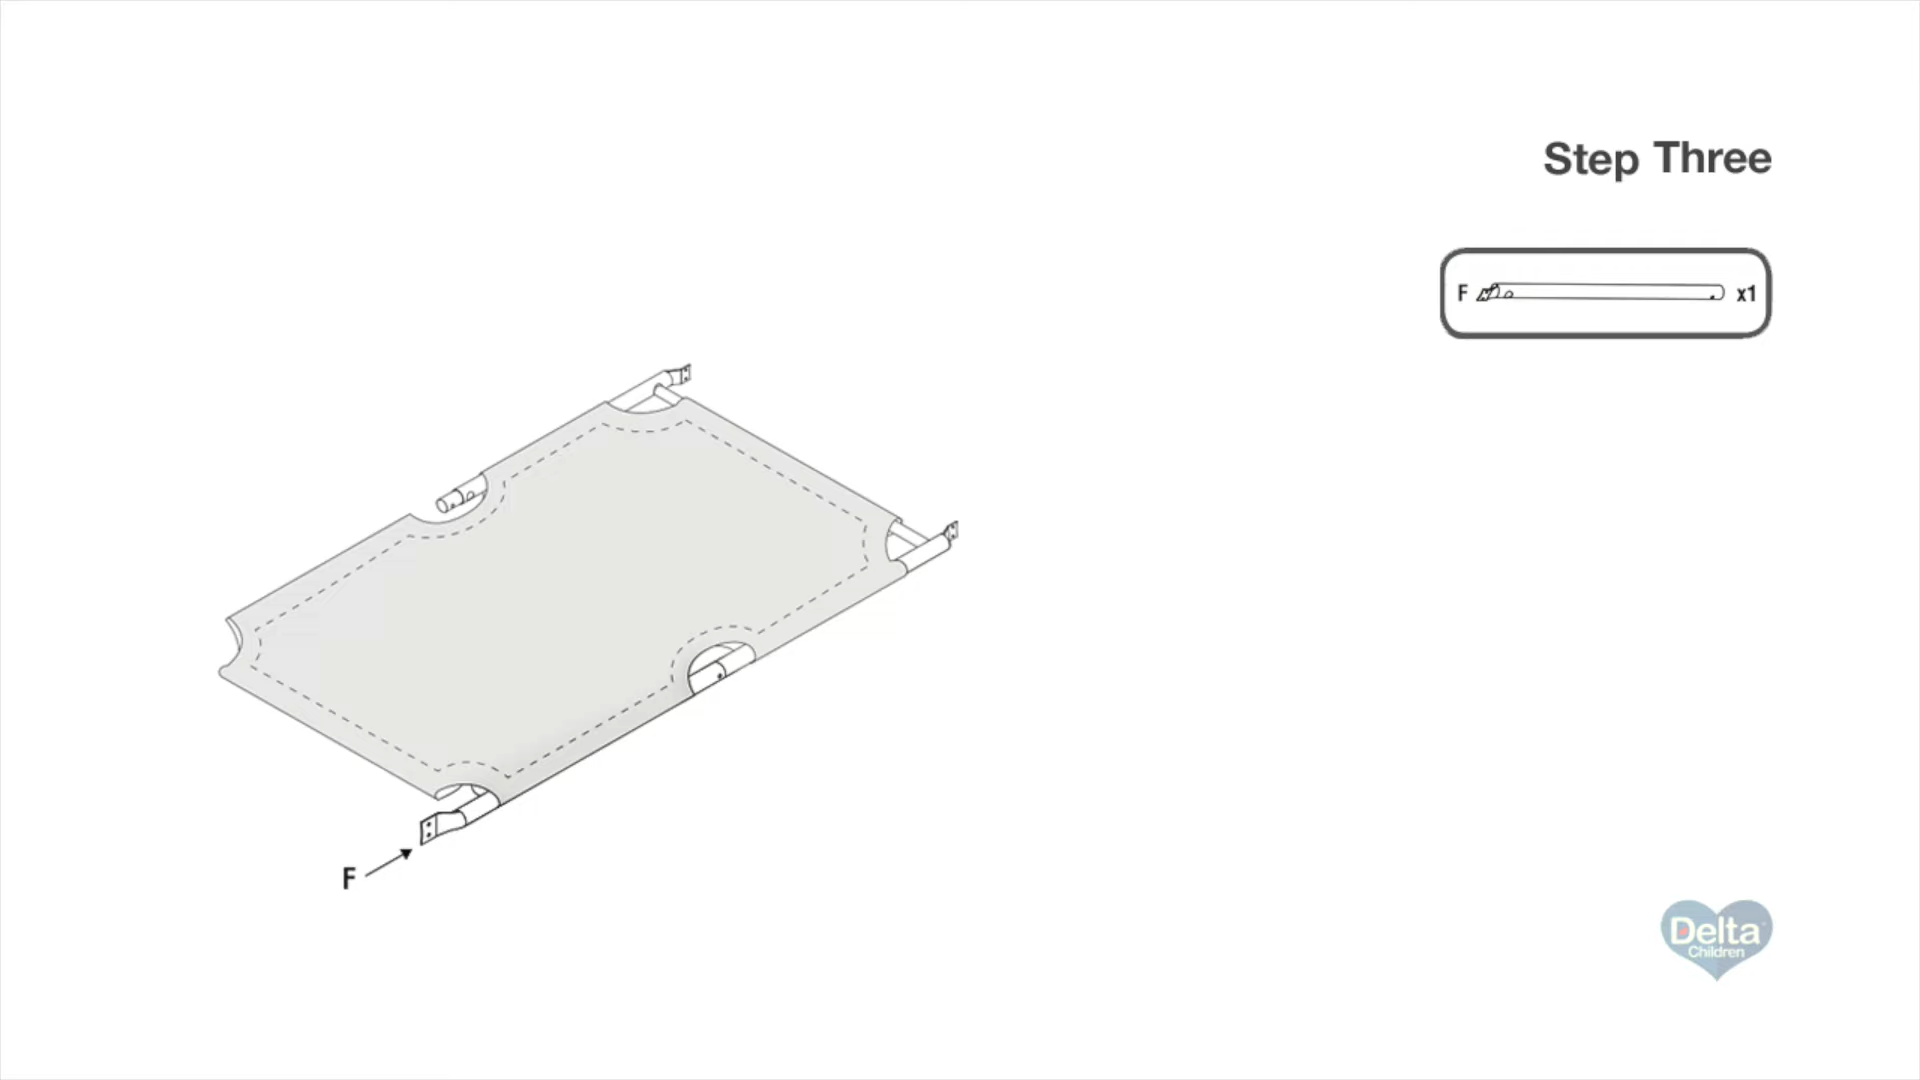 Step Three
F x1
F
Delta
Children